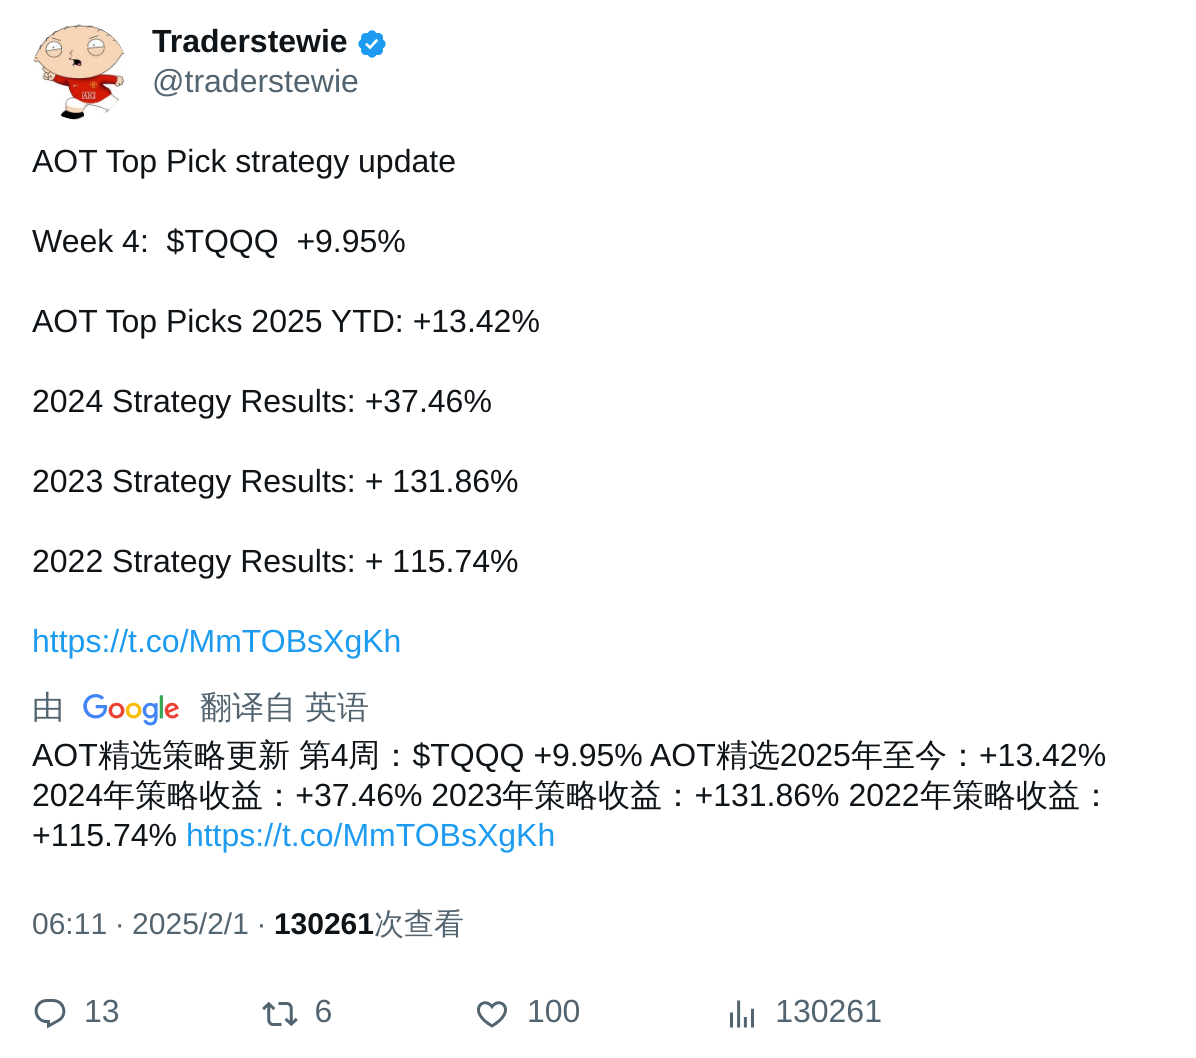 Traderstewie
@traderstewie
AOT Top Pick strategy update
Week 4:  $TQQQ  +9.95%
AOT Top Picks 2025 YTD: +13.42%
2024 Strategy Results: +37.46%
2023 Strategy Results: + 131.86%
2022 Strategy Results: + 115.74%
https://t.co/MmTOBsXgKh
由 Google 翻译自 英语
AOT精选策略更新 第4周：$TQQQ +9.95% AOT精选2025年至今：+13.42%
2024年策略收益：+37.46% 2023年策略收益：+131.86% 2022年策略收益：
+115.74% https://t.co/MmTOBsXgKh
06:11 · 2025/2/1 · 130261次查看
13 6 100 130261